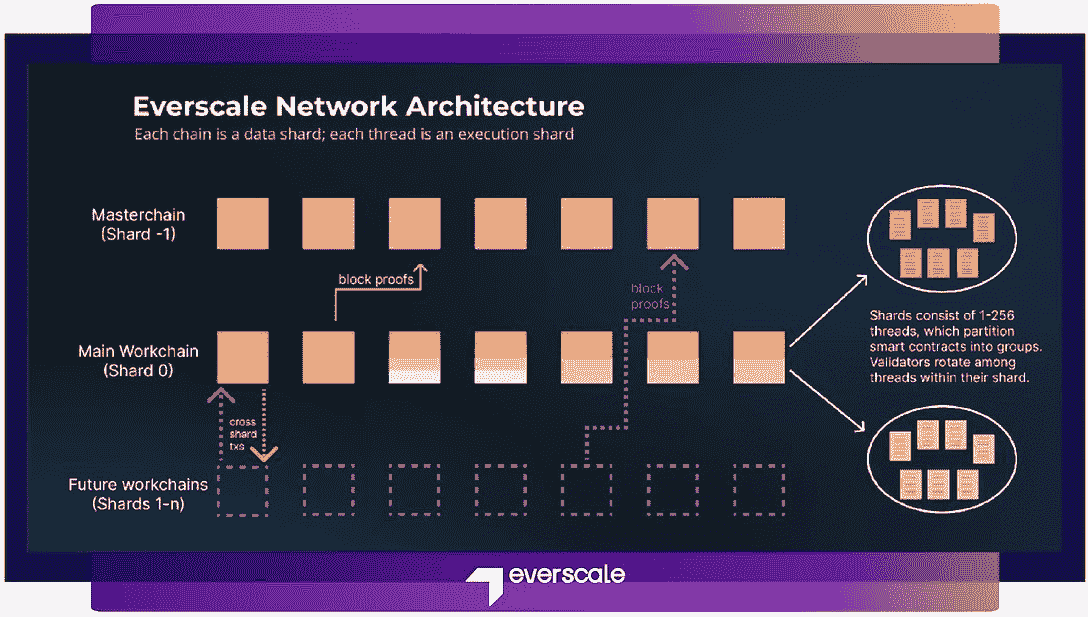 Everscale Network Architecture
Each chain is a data shard; each thread is an execution shard
Masterchain
(Shard -1)
block proofs
block
proofs
Main Workchain
(Shard 0)
Shards consist of 1-256
threads, which partition
smart contracts into groups.
Validators rotate among
threads within their shard.
cross
shard
txs
Future workchains
(Shards 1-n)
everscale